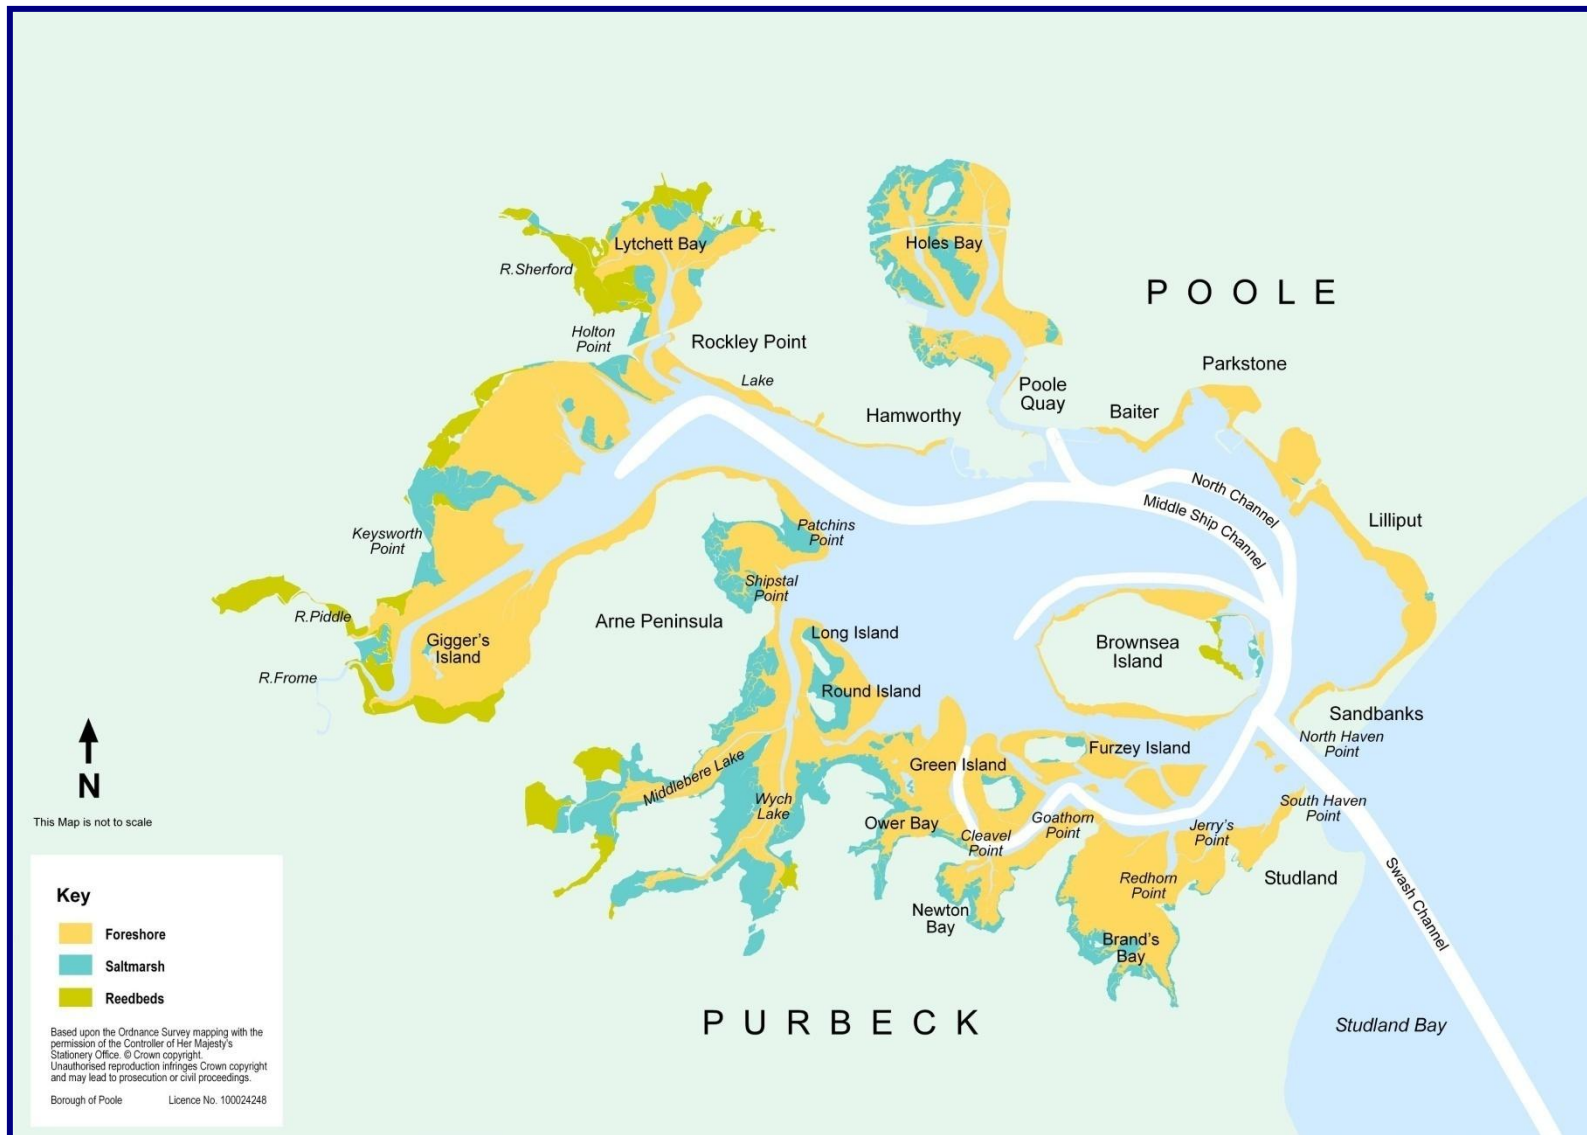 Lytchett Bay
Holes Bay
R.Sherford
POOLE
Holton
Point
Rockley Point
Parkstone
Lake
Poole
Quay
Baiter
Hamworthy
North Channel
Middle Ship Channel
Lilliput
Patchins
Point
Keysworth
Point
Shipstal
Point
R.Piddle
Arne Peninsula
Gigger's
Island
Long Island
Brownsea
Island
R.Frome
Round Island
Sandbanks
North Haven
Point
Furzey Island
Green Island
Middlebere Lake
N
Wych
Lake
South Haven
Point
This Map is not to scale
Ower Bay
Goathorn
Point
Jerry's
Point
Cleavel
Point
Swash Channel
Redhorn
Point
Studland
Newton
Bay
Brand's
Bay
PURBECK
Studland Bay
Key
Foreshore
Saltmarsh
Reedbeds
Based upon the Ordnance Survey mapping with the
permission of the Controller of Her Majesty's
Stationery Office. © Crown copyright.
Unauthorised reproduction infringes Crown copyright
and may lead to prosecution or civil proceedings.
Borough of Poole Licence No. 100024248